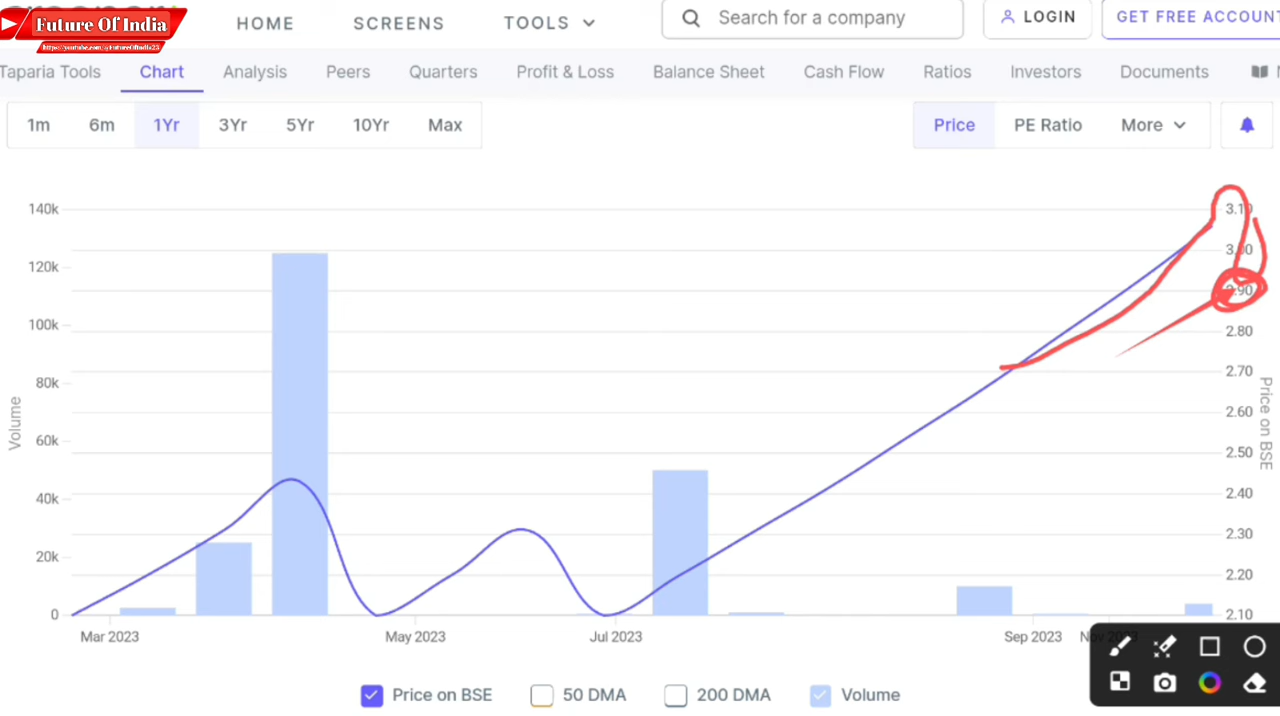 Future Of India
https://youtube.com/@FutureOfIndia23
HOME SCREENS TOOLS Search for a company LOGIN GET FREE ACCOUNT
Taparia Tools Chart Analysis Peers Quarters Profit & Loss Balance Sheet Cash Flow Ratios Investors Documents
1m 6m 1Yr 3Yr 5Yr 10Yr Max Price PE Ratio More
140k
120k
100k
80k
60k
40k
20k
0
Volume
3.10
3.00
2.90
2.80
2.70
2.60
2.50
2.40
2.30
2.20
2.10
Price on BSE
Mar 2023 May 2023 Jul 2023 Sep 2023 Nov 2023
Price on BSE 50 DMA 200 DMA Volume